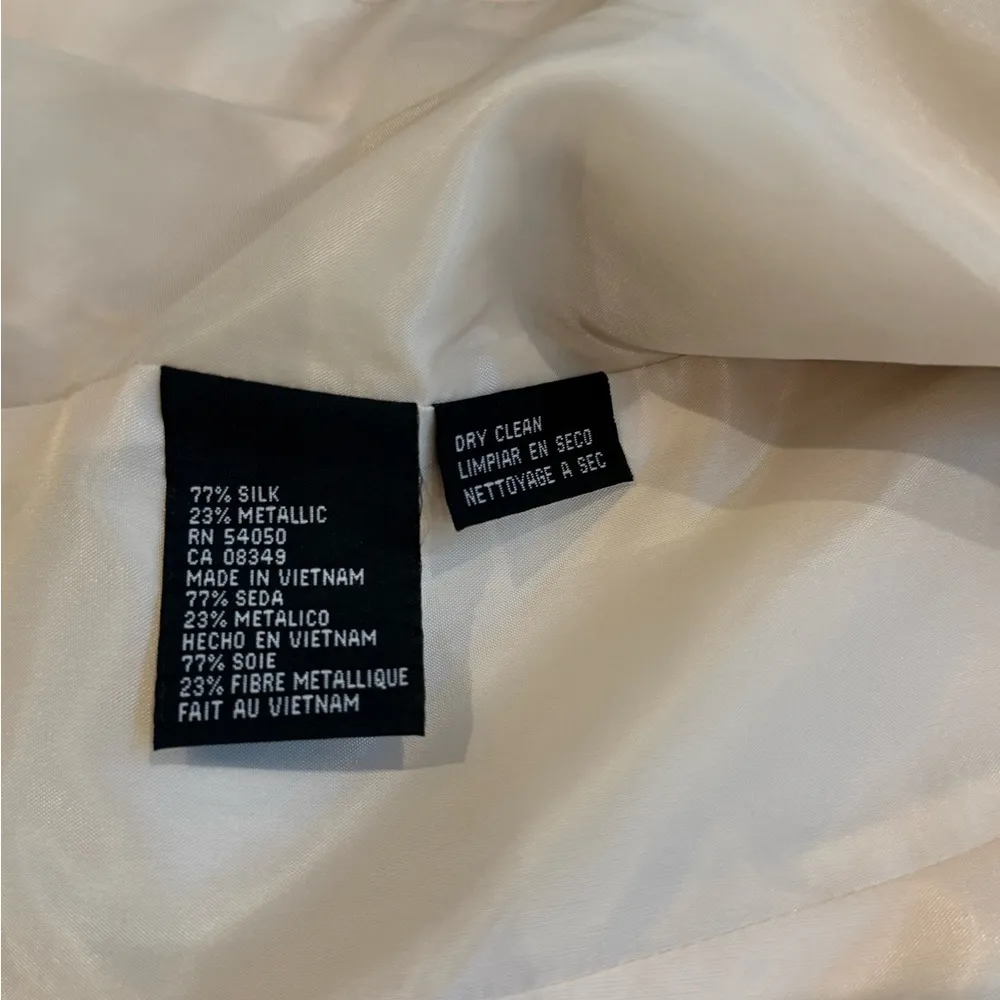 77% SILK
23% METALLIC
RN 54050
CA 08349
MADE IN VIETNAM
77% SEDA
23% METALICO
HECHO EN VIETNAM
77% SOIE
23% FIBRE METALLIQUE
FAIT AU VIETNAM
DRY CLEAN
LIMPIAR EN SECO
NETTOYAGE A SEC